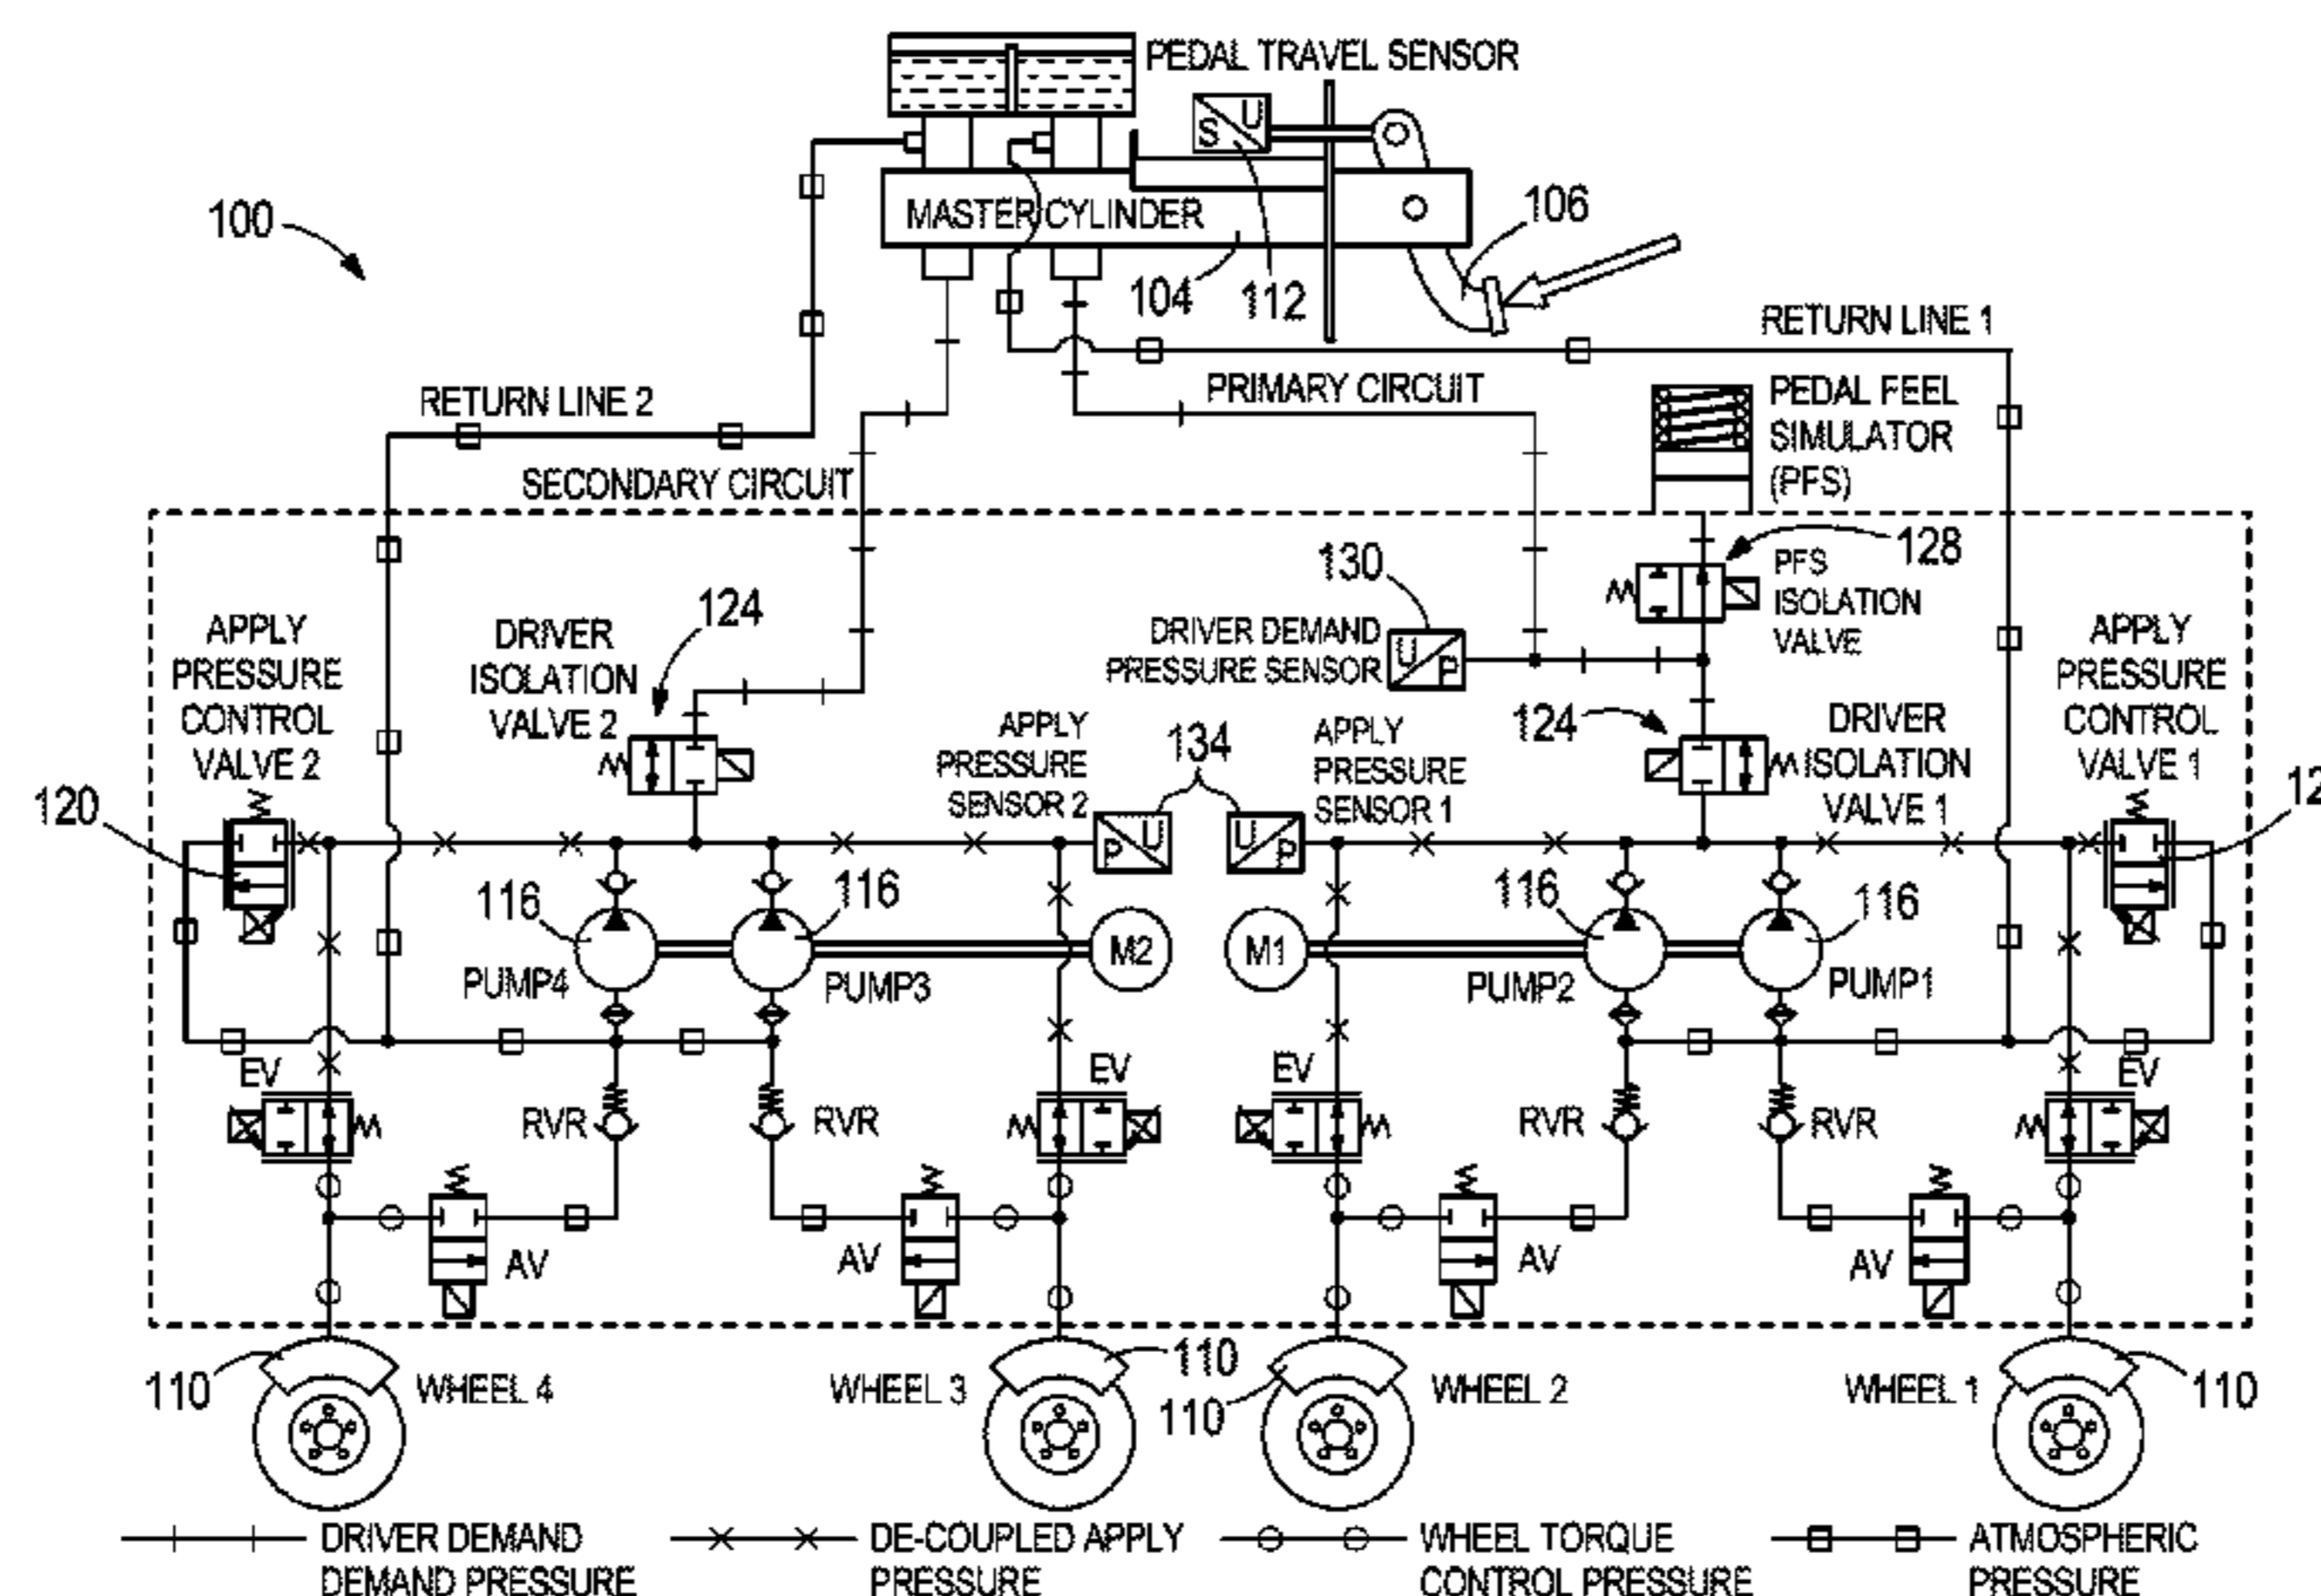 PEDAL TRAVEL SENSOR
S U
100
MASTER CYLINDER
106
104
112
RETURN LINE 1
RETURN LINE 2
PRIMARY CIRCUIT
PEDAL FEEL
SIMULATOR
(PFS)
SECONDARY CIRCUIT
128
PFS
ISOLATION
VALVE
130
DRIVER DEMAND
PRESSURE SENSOR
U P
124
DRIVER
ISOLATION
VALVE 2
APPLY
PRESSURE
CONTROL
VALVE 2
APPLY
PRESSURE
CONTROL
VALVE 1
124
DRIVER
ISOLATION
VALVE 1
APPLY
PRESSURE
SENSOR 2
134
APPLY
PRESSURE
SENSOR 1
120
12
P U
U P
116
116
116
116
M2
M1
PUMP4
PUMP3
PUMP2
PUMP1
EV
EV
EV
EV
RVR
RVR
RVR
RVR
AV
AV
AV
AV
110
WHEEL 4
WHEEL 3
110
110
WHEEL 2
WHEEL 1
110
DRIVER DEMAND
DEMAND PRESSURE
DE-COUPLED APPLY
PRESSURE
WHEEL TORQUE
CONTROL PRESSURE
ATMOSPHERIC
PRESSURE